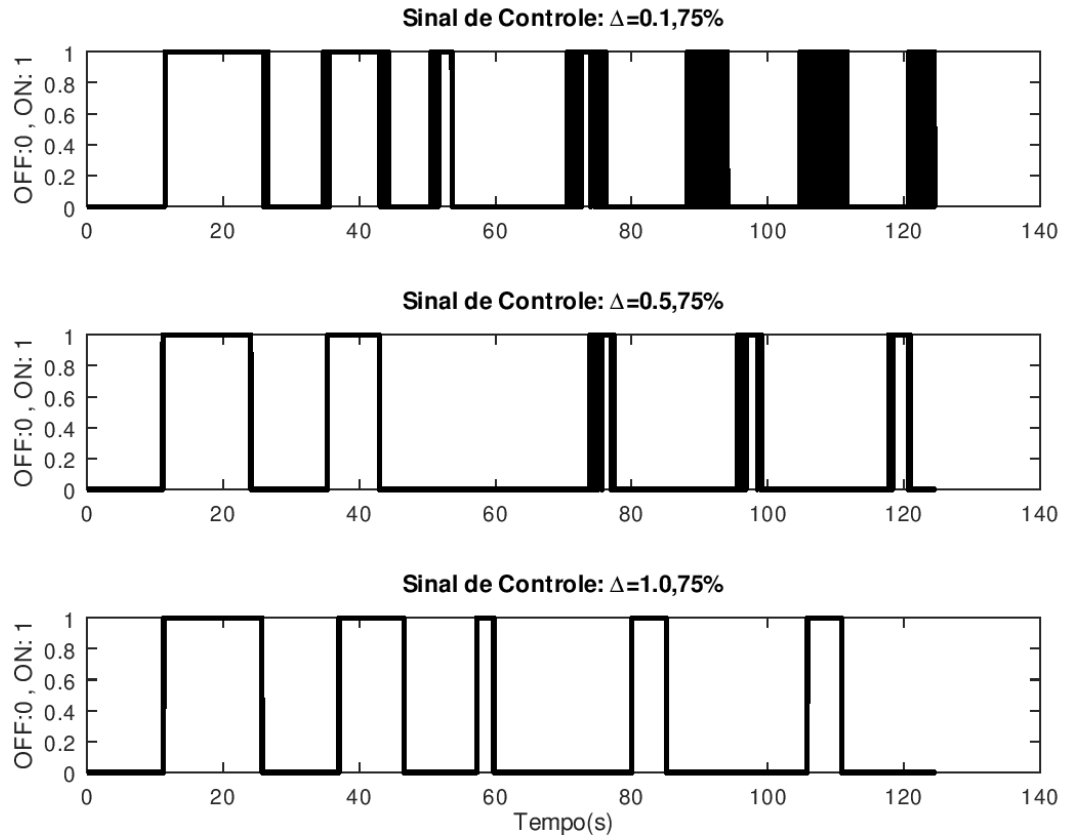 Sinal de Controle: Δ=0.1,75%
OFF:0 , ON: 1
1
0.8
0.6
0.4
0.2
0
0 20 40 60 80 100 120 140
Sinal de Controle: Δ=0.5,75%
OFF:0 , ON: 1
1
0.8
0.6
0.4
0.2
0
0 20 40 60 80 100 120 140
Sinal de Controle: Δ=1.0,75%
OFF:0 , ON: 1
1
0.8
0.6
0.4
0.2
0
0 20 40 60 80 100 120 140
Tempo(s)